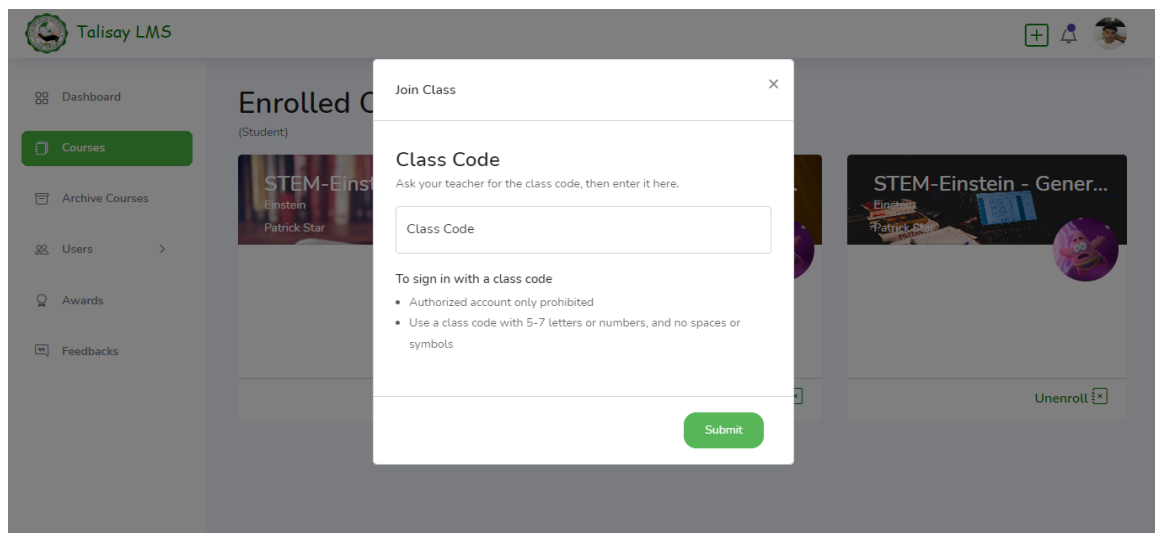 Talisay LMS
Dashboard
Courses
Archive Courses
Users
Awards
Feedbacks
Enrolled
(Student)
STEM-Einst
Einstein
Patrick Star
STEM-Einstein - Gener...
Einstein
Patrick Star
Unenroll
Join Class
Class Code
Ask your teacher for the class code, then enter it here.
Class Code
To sign in with a class code
Authorized account only prohibited
Use a class code with 5-7 letters or numbers, and no spaces or
symbols
Submit